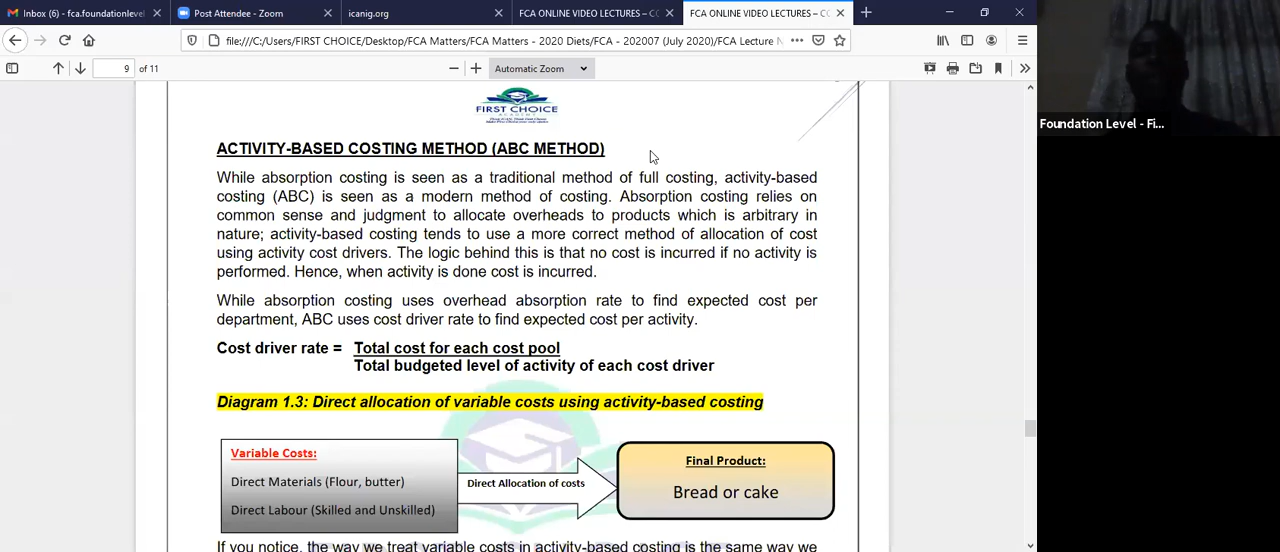 Inbox (6) - fca.foundationlevel
Post Attendee - Zoom
icanig.org
FCA ONLINE VIDEO LECTURES – CC
FCA ONLINE VIDEO LECTURES – CC
file:///C:/Users/FIRST CHOICE/Desktop/FCA Matters/FCA Matters - 2020 Diets/FCA - 202007 (July 2020)/FCA Lecture N
9 of 11
Automatic Zoom
Foundation Level - Fi...
FIRST CHOICE
ACADEMY
ACTIVITY-BASED COSTING METHOD (ABC METHOD)
While absorption costing is seen as a traditional method of full costing, activity-based
costing (ABC) is seen as a modern method of costing. Absorption costing relies on
common sense and judgment to allocate overheads to products which is arbitrary in
nature; activity-based costing tends to use a more correct method of allocation of cost
using activity cost drivers. The logic behind this is that no cost is incurred if no activity is
performed. Hence, when activity is done cost is incurred.
While absorption costing uses overhead absorption rate to find expected cost per
department, ABC uses cost driver rate to find expected cost per activity.
Cost driver rate = Total cost for each cost pool
Total budgeted level of activity of each cost driver
Diagram 1.3: Direct allocation of variable costs using activity-based costing
Variable Costs:
Direct Materials (Flour, butter)
Direct Labour (Skilled and Unskilled)
Direct Allocation of costs
Final Product:
Bread or cake
If you notice, the way we treat variable costs in activity-based costing is the same way we